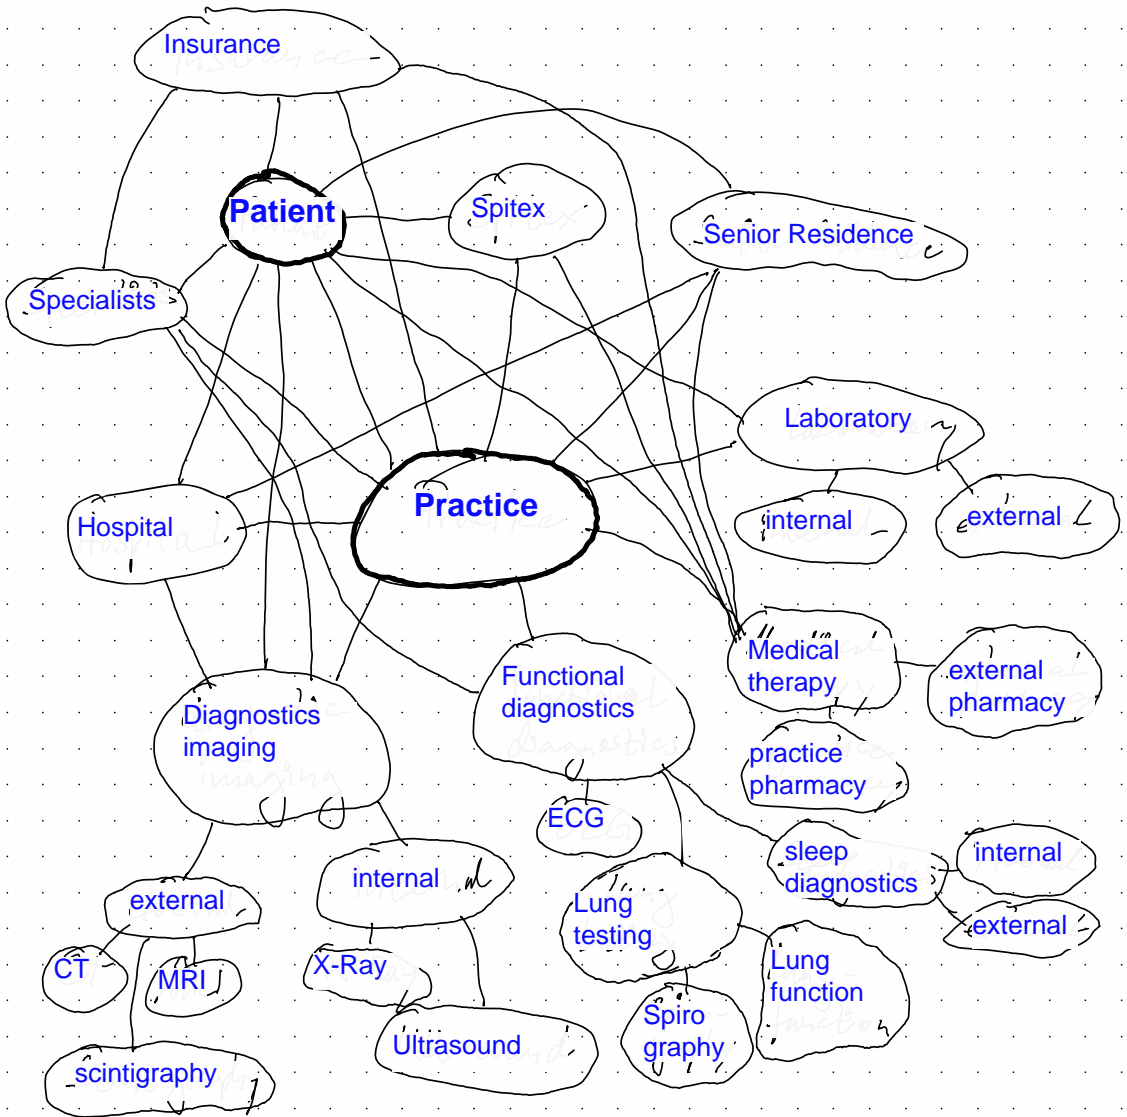 Insurance
Patient
Spitex
Senior Residence
Specialists
Laboratory
Practice
Hospital
internal
external
Medical
therapy
external
pharmacy
Functional
diagnostics
Diagnostics
imaging
practice
pharmacy
ECG
sleep
diagnostics
internal
external
internal
external
Lung
testing
CT
MRI
X-Ray
Lung
function
Ultrasound
Spiro
graphy
scintigraphy